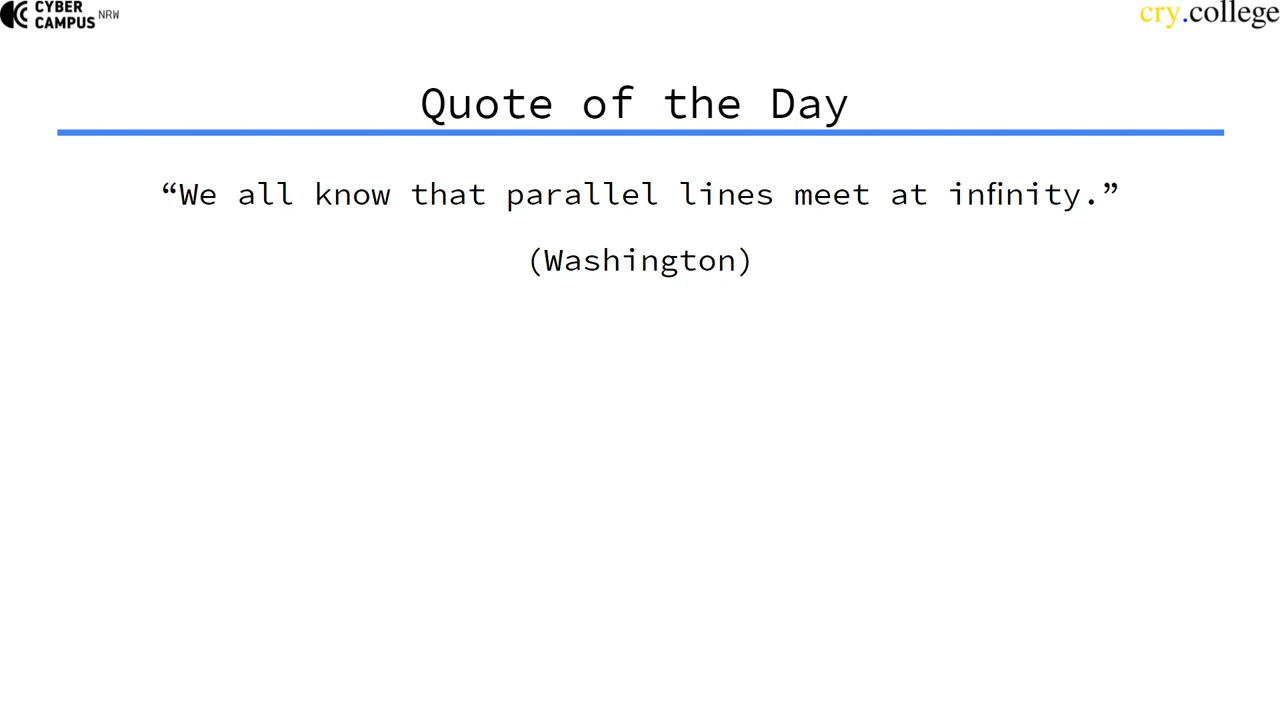 CYBER
CAMPUS NRW
cry.college
Quote of the Day
“We all know that parallel lines meet at infinity.”
(Washington)